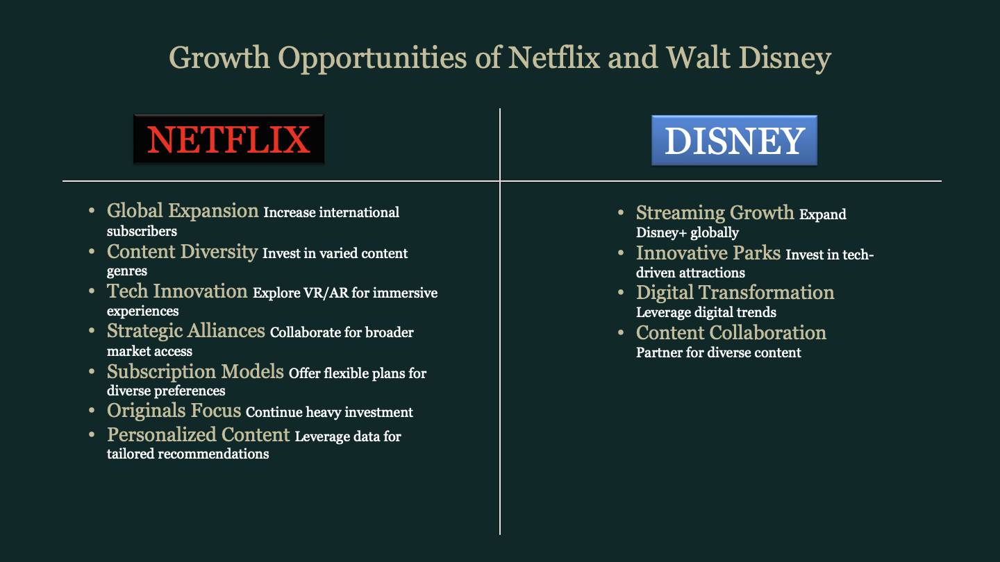 Growth Opportunities of Netflix and Walt Disney
NETFLIX
• Global Expansion Increase international
subscribers
• Content Diversity Invest in varied content
genres
• Tech Innovation Explore VR/AR for immersive
experiences
• Strategic Alliances Collaborate for broader
market access
• Subscription Models Offer flexible plans for
diverse preferences
• Originals Focus Continue heavy investment
• Personalized Content Leverage data for
tailored recommendations
DISNEY
• Streaming Growth Expand
Disney+ globally
• Innovative Parks Invest in tech-
driven attractions
• Digital Transformation
Leverage digital trends
• Content Collaboration
Partner for diverse content